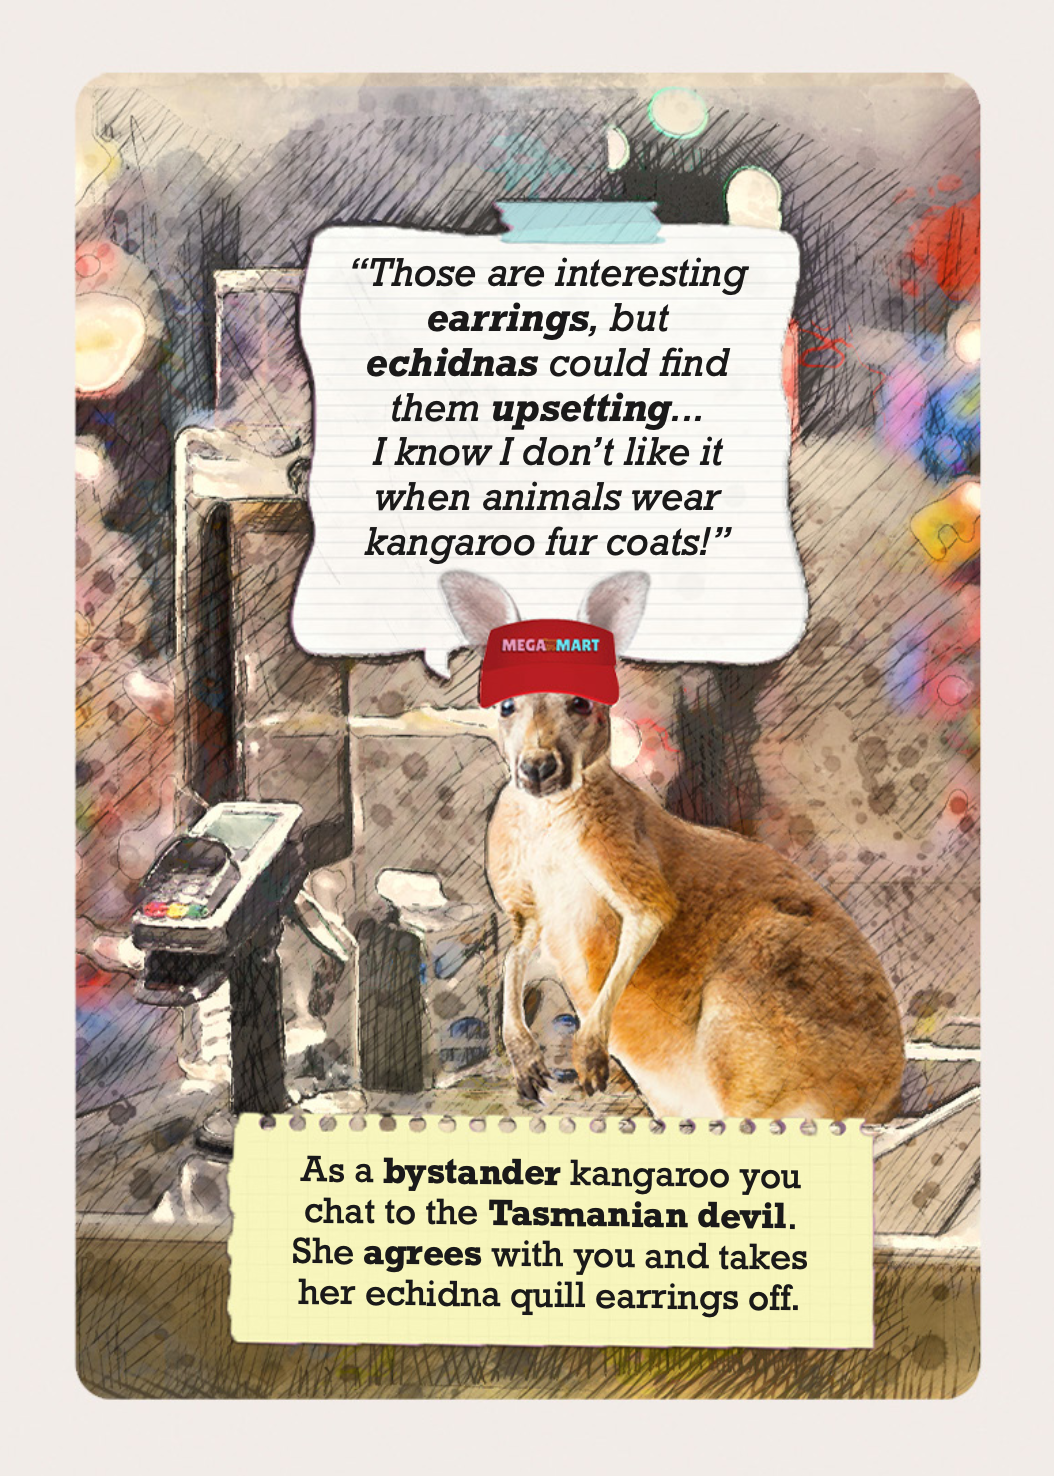 “Those are interesting
earrings, but
echidnas could find
them upsetting...
I know I don’t like it
when animals wear
kangaroo fur coats!”
MEGA MART
As a bystander kangaroo you
chat to the Tasmanian devil.
She agrees with you and takes
her echidna quill earrings off.